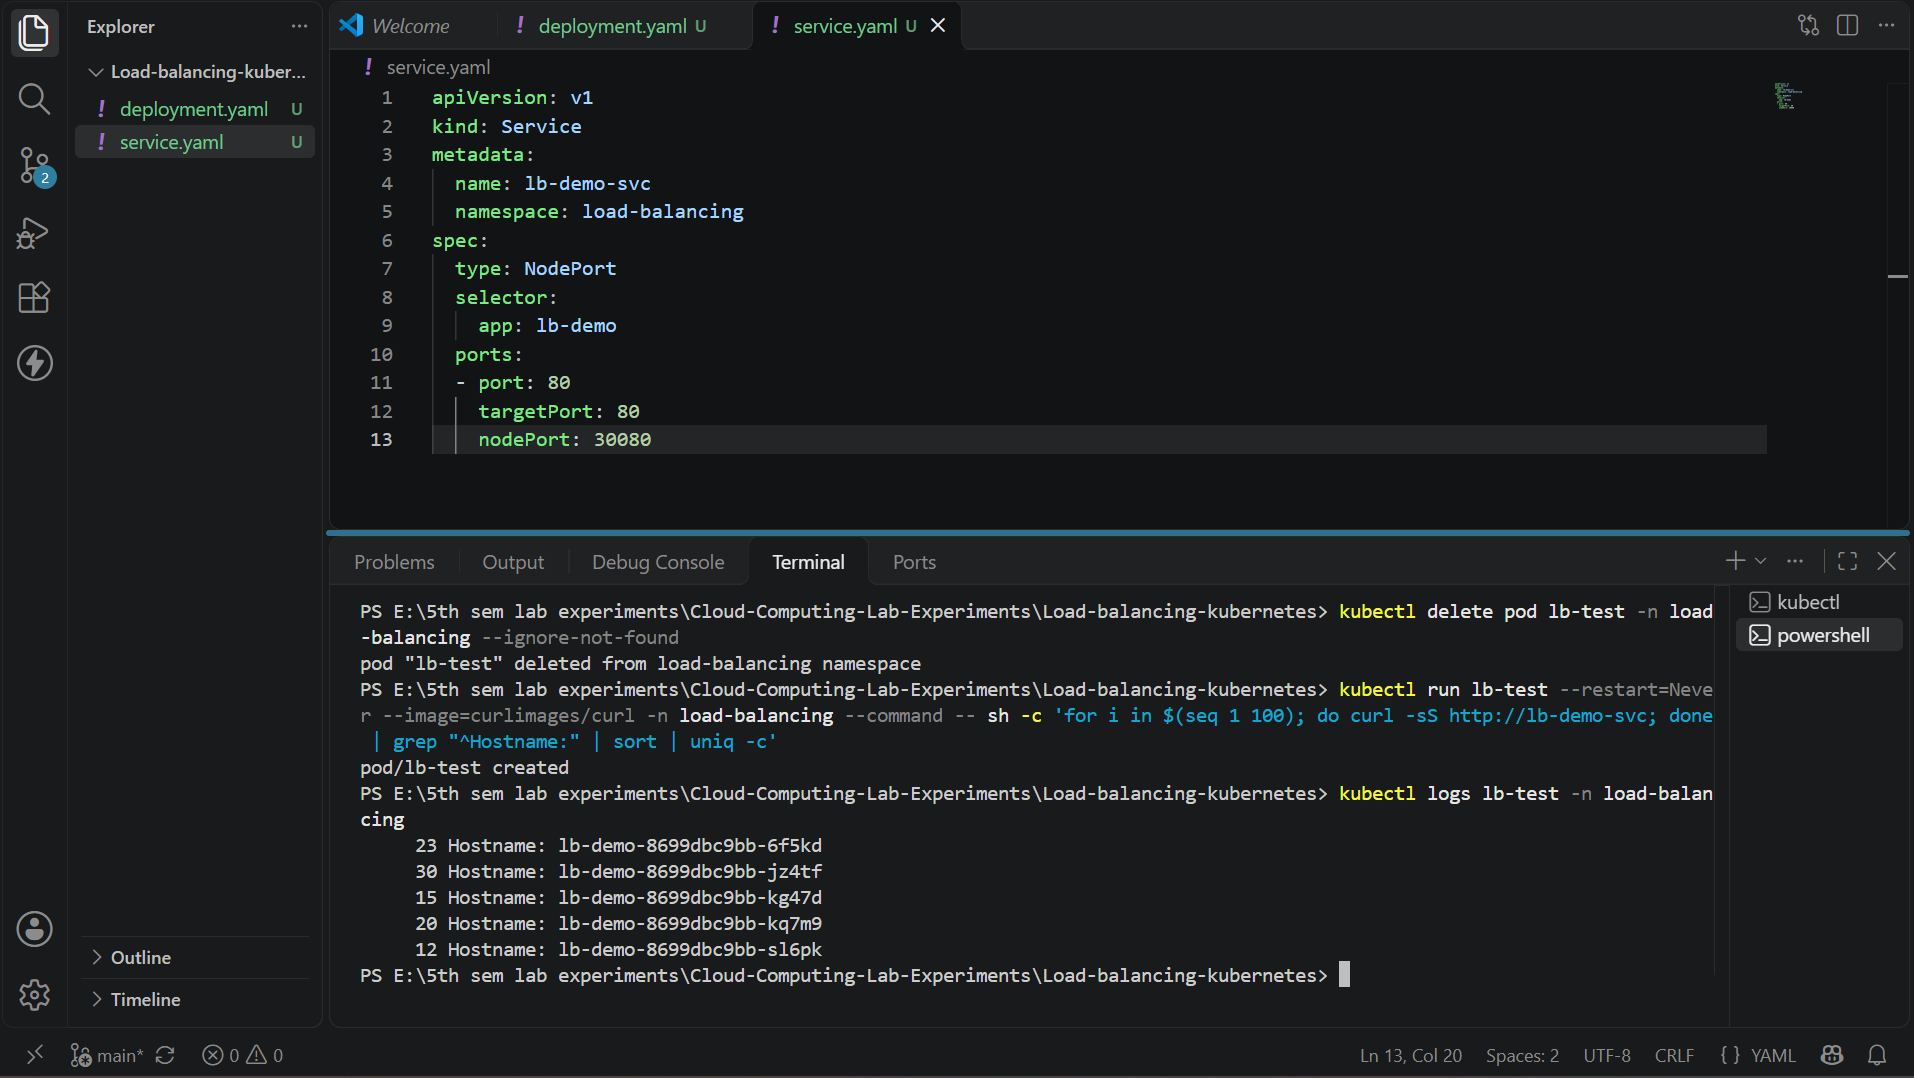 Explorer
Load-balancing-kuber...
deployment.yaml U
service.yaml U
2
Outline
Timeline
Welcome
deployment.yaml U
service.yaml U
service.yaml
1 apiVersion: v1
2 kind: Service
3 metadata:
4   name: lb-demo-svc
5   namespace: load-balancing
6 spec:
7   type: NodePort
8   selector:
9     app: lb-demo
10   ports:
11   - port: 80
12     targetPort: 80
13     nodePort: 30080
Problems Output Debug Console Terminal Ports
PS E:\5th sem lab experiments\Cloud-Computing-Lab-Experiments\Load-balancing-kubernetes> kubectl delete pod lb-test -n load
-balancing --ignore-not-found
pod "lb-test" deleted from load-balancing namespace
PS E:\5th sem lab experiments\Cloud-Computing-Lab-Experiments\Load-balancing-kubernetes> kubectl run lb-test --restart=Neve
r --image=curlimages/curl -n load-balancing --command -- sh -c 'for i in $(seq 1 100); do curl -sS http://lb-demo-svc; done
 | grep "^Hostname:" | sort | uniq -c'
pod/lb-test created
PS E:\5th sem lab experiments\Cloud-Computing-Lab-Experiments\Load-balancing-kubernetes> kubectl logs lb-test -n load-balan
cing
     23 Hostname: lb-demo-8699dbc9bb-6f5kd
     30 Hostname: lb-demo-8699dbc9bb-jz4tf
     15 Hostname: lb-demo-8699dbc9bb-kg47d
     20 Hostname: lb-demo-8699dbc9bb-kq7m9
     12 Hostname: lb-demo-8699dbc9bb-sl6pk
PS E:\5th sem lab experiments\Cloud-Computing-Lab-Experiments\Load-balancing-kubernetes>
kubectl
powershell
main* 0 0 Ln 13, Col 20 Spaces: 2 UTF-8 CRLF {} YAML